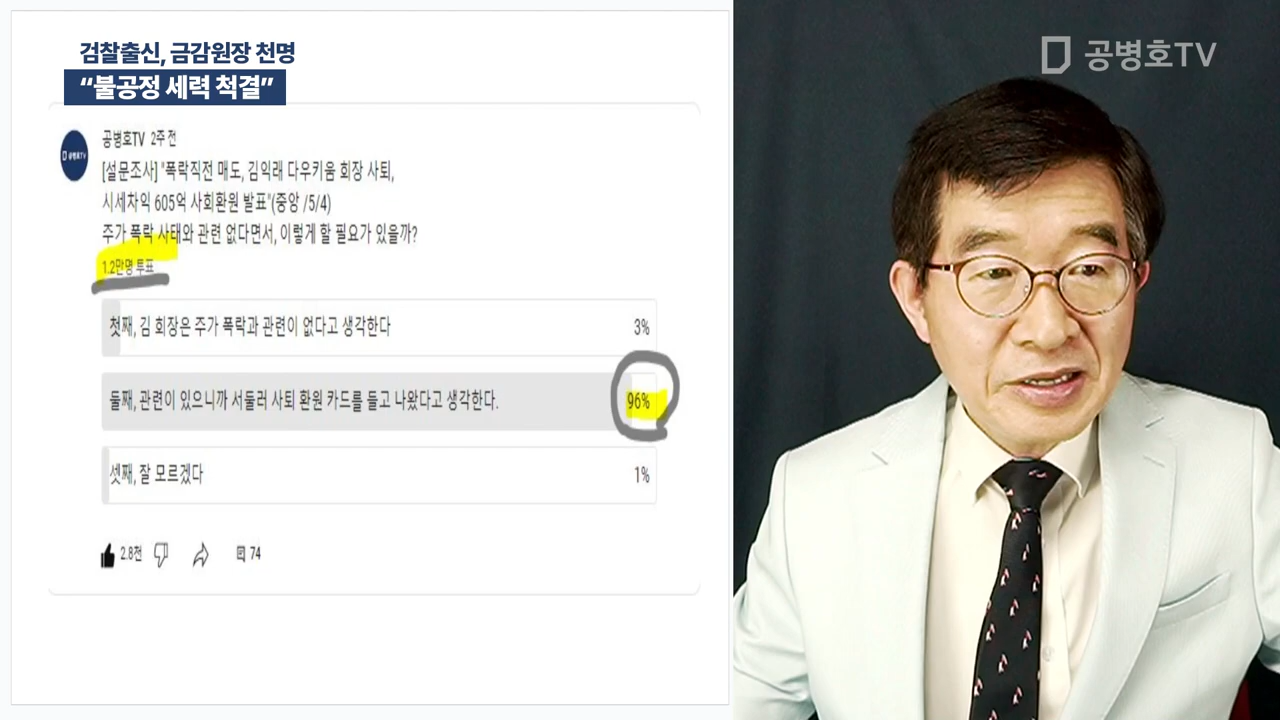 검찰출신, 금감원장 천명
“불공정 세력 척결”
공병호TV
공병호TV
공병호TV 2주 전
[설문조사] "폭락직전 매도, 김익래 다우키움 회장 사퇴,
시세차익 605억 사회환원 발표"(중앙 /5/4)
주가 폭락 사태와 관련 없다면서, 이렇게 할 필요가 있을까?
1.2만명 투표
첫째, 김 회장은 주가 폭락과 관련이 없다고 생각한다 3%
둘째, 관련이 있으니까 서둘러 사퇴 환원 카드를 들고 나왔다고 생각한다. 96%
셋째, 잘 모르겠다 1%
2.8천 74